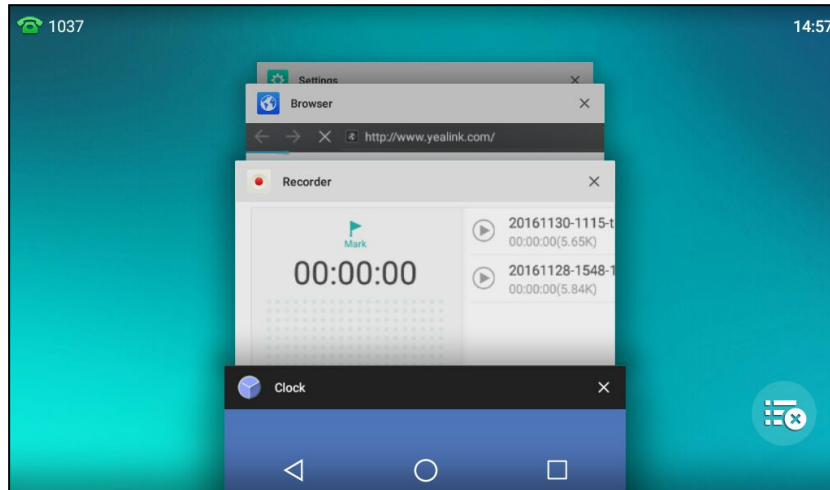 1037
14:57
Settings
Browser
http://www.yealink.com/
Recorder
Mark
00:00:00
20161130-1115-t
00:00:00(5.65K)
20161128-1548-1
00:00:00(5.84K)
Clock